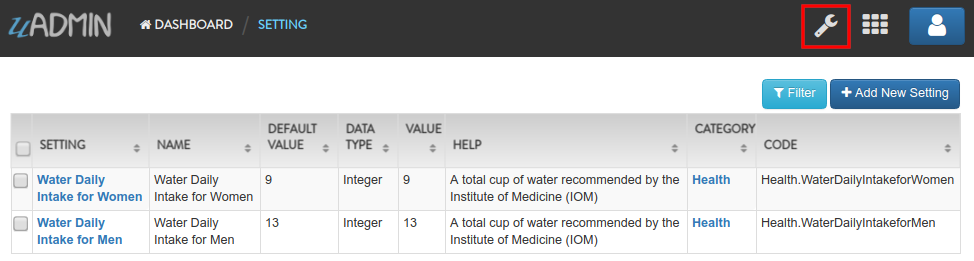 uADMIN DASHBOARD / SETTING
Filter + Add New Setting
SETTING NAME DEFAULT VALUE DATA TYPE VALUE HELP CATEGORY CODE
Water Daily Intake for Women Water Daily Intake for Women 9 Integer 9 A total cup of water recommended by the Institute of Medicine (IOM) Health Health.WaterDailyIntakeforWomen
Water Daily Intake for Men Water Daily Intake for Men 13 Integer 13 A total cup of water recommended by the Institute of Medicine (IOM) Health Health.WaterDailyIntakeforMen